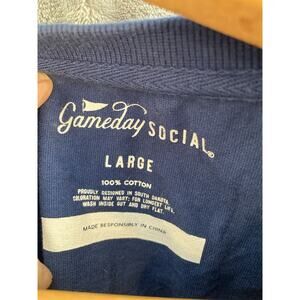 Gameday SOCIAL®
LARGE
100% COTTON
PROUDLY DESIGNED IN SOUTH DAKOTA.
COLORATION MAY VARY: FOR LONGEST LIFE,
WASH INSIDE OUT AND DRY FLAT.
MADE RESPONSIBLY IN CHINA